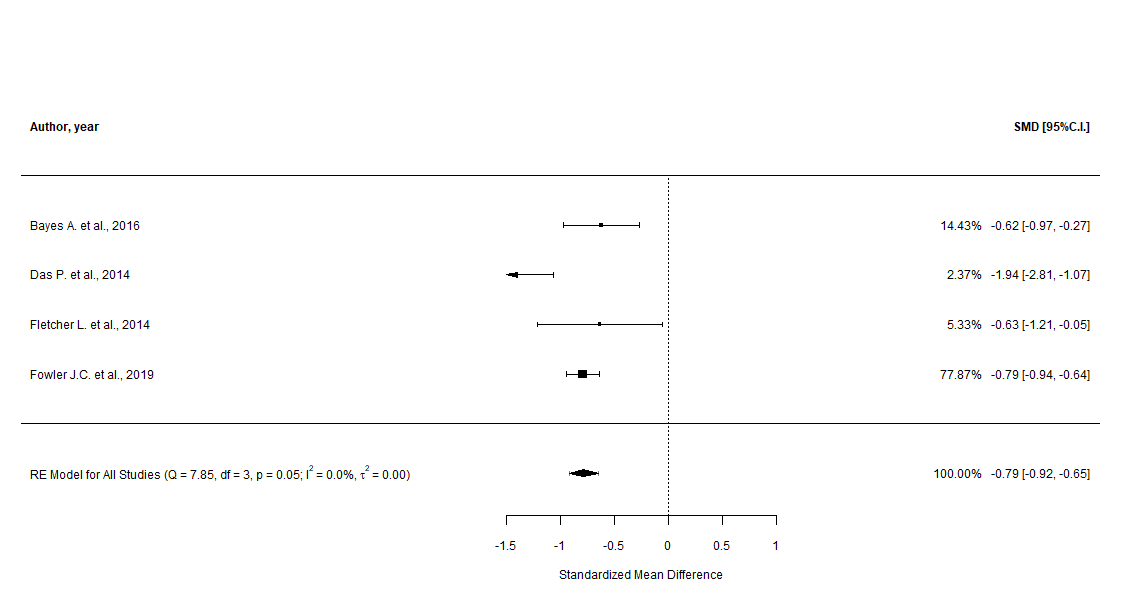 Author, year SMD [95%C.I.]
Bayes A. et al., 2016 14.43% -0.62 [-0.97, -0.27]
Das P. et al., 2014 2.37% -1.94 [-2.81, -1.07]
Fletcher L. et al., 2014 5.33% -0.63 [-1.21, -0.05]
Fowler J.C. et al., 2019 77.87% -0.79 [-0.94, -0.64]
RE Model for All Studies (Q = 7.85, df = 3, p = 0.05; I² = 0.0%, τ² = 0.00) 100.00% -0.79 [-0.92, -0.65]
-1.5 -1 -0.5 0 0.5 1
Standardized Mean Difference